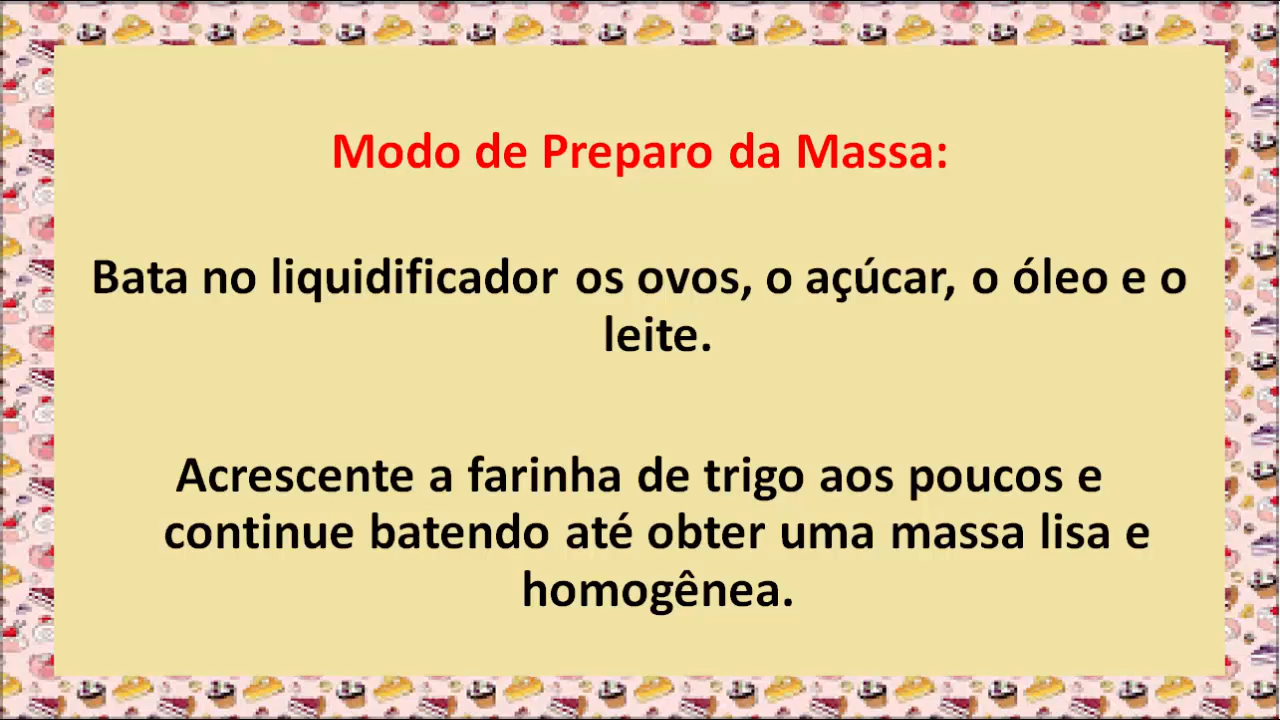 Modo de Preparo da Massa:
Bata no liquidificador os ovos, o açúcar, o óleo e o
leite.
Acrescente a farinha de trigo aos poucos e
continue batendo até obter uma massa lisa e
homogênea.